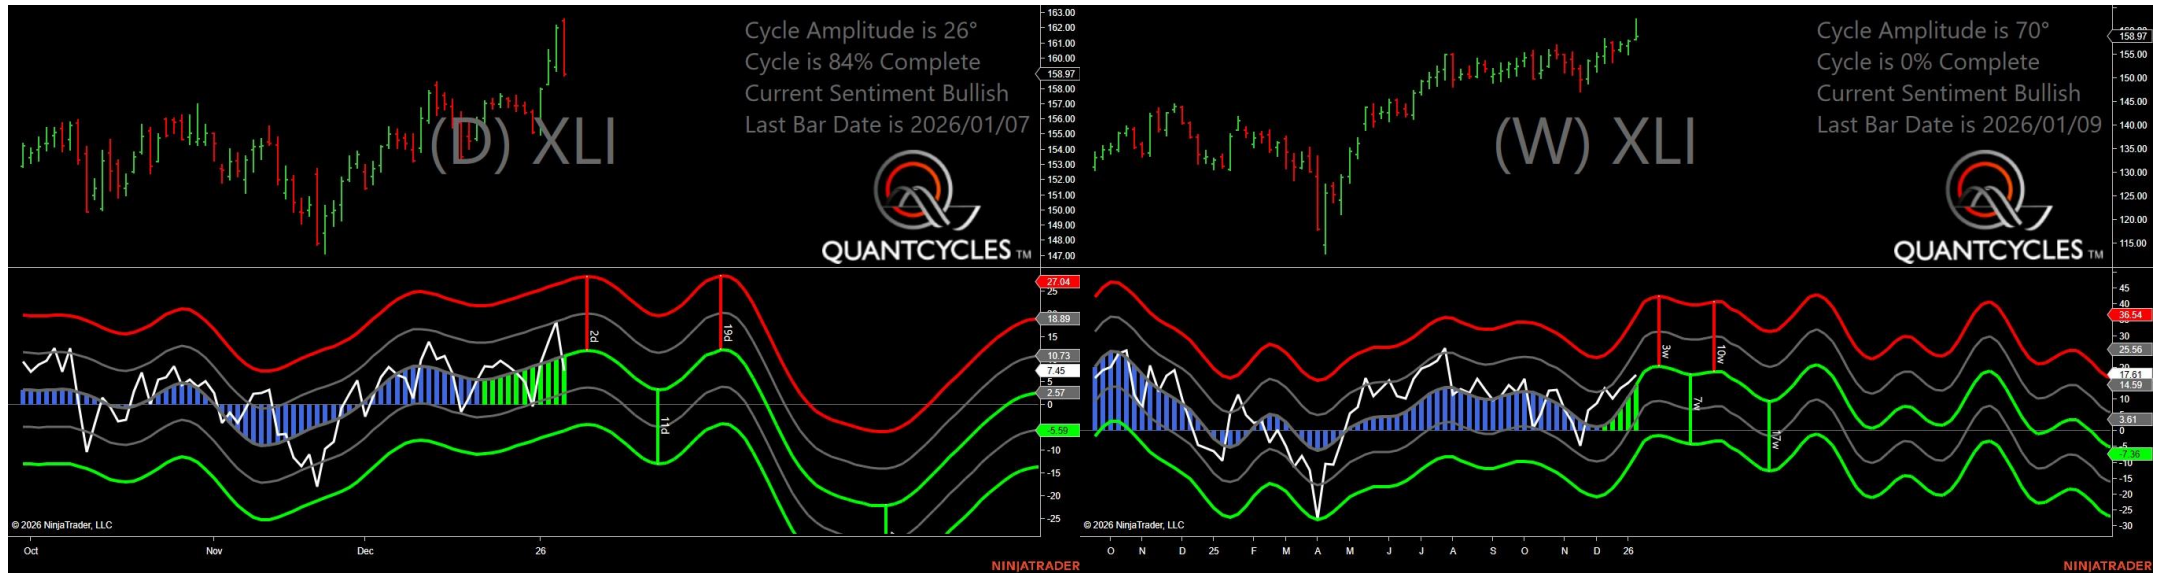 Cycle Amplitude is 26°
Cycle is 84% Complete
Current Sentiment Bullish
Last Bar Date is 2026/01/07
(D) XLI
QUANTCYCLES TM
163.00
162.00
161.00
160.00
158.97
158.00
157.00
156.00
155.00
154.00
153.00
152.00
151.00
150.00
149.00
148.00
147.00
27.04
25
18.89
15
10.73
7.45
5
2.57
0
-5.59
-10
-15
-20
-25
2d
11d
19d
© 2026 NinjaTrader, LLC
Oct Nov Dec 26
NINJATRADER
Cycle Amplitude is 70°
Cycle is 0% Complete
Current Sentiment Bullish
Last Bar Date is 2026/01/09
(W) XLI
QUANTCYCLES TM
158.97
155.00
150.00
145.00
140.00
135.00
130.00
125.00
120.00
115.00
45
40
36.54
30
25.56
17.61
14.59
3.61
0
-7.36
-10
-15
-20
-25
-30
3w
7w
10w
17w
© 2026 NinjaTrader, LLC
O N D 25 F M A M J J A S O N D 26
NINJATRADER